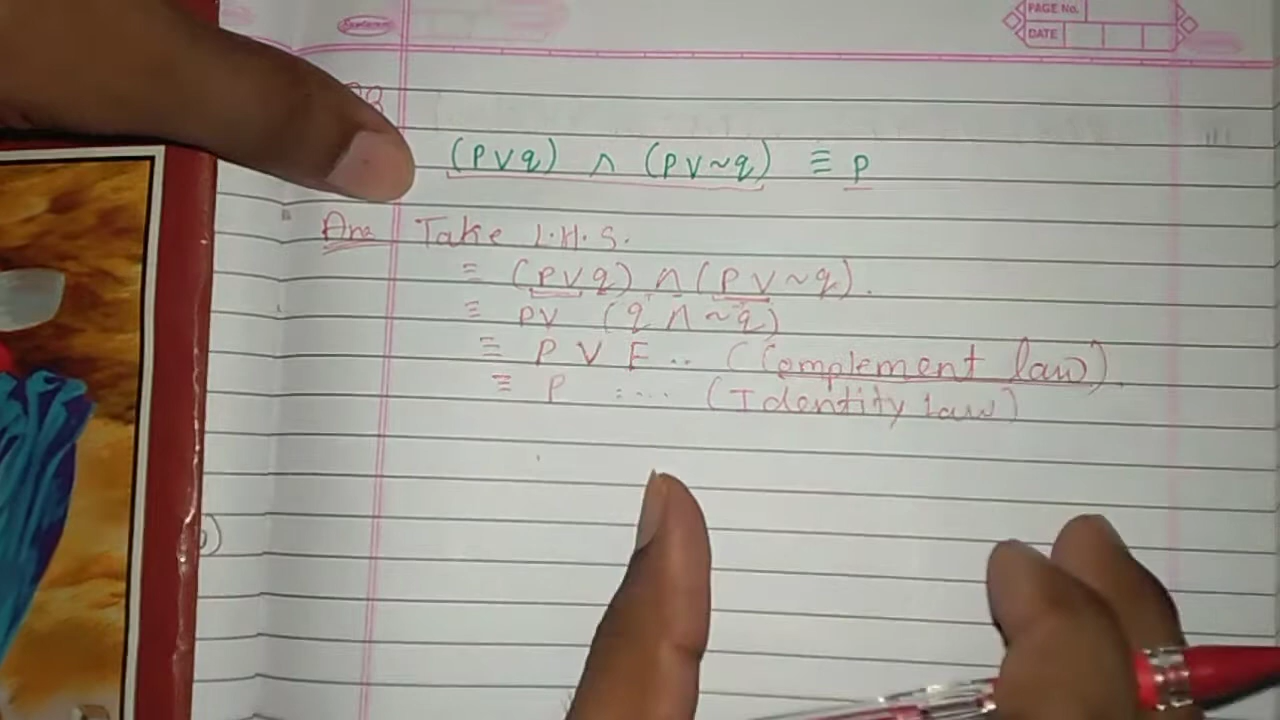 PAGE No.
DATE
(p∨q) ∧ (p∨~q) ≡ p
Ans Take L.H.S.
≡ (p∨q) ∧ (p∨~q).
≡ p∨ (q ∧ ~q)
≡ P ∨ F .. (Complement law)
≡ P :... (Identity Law)